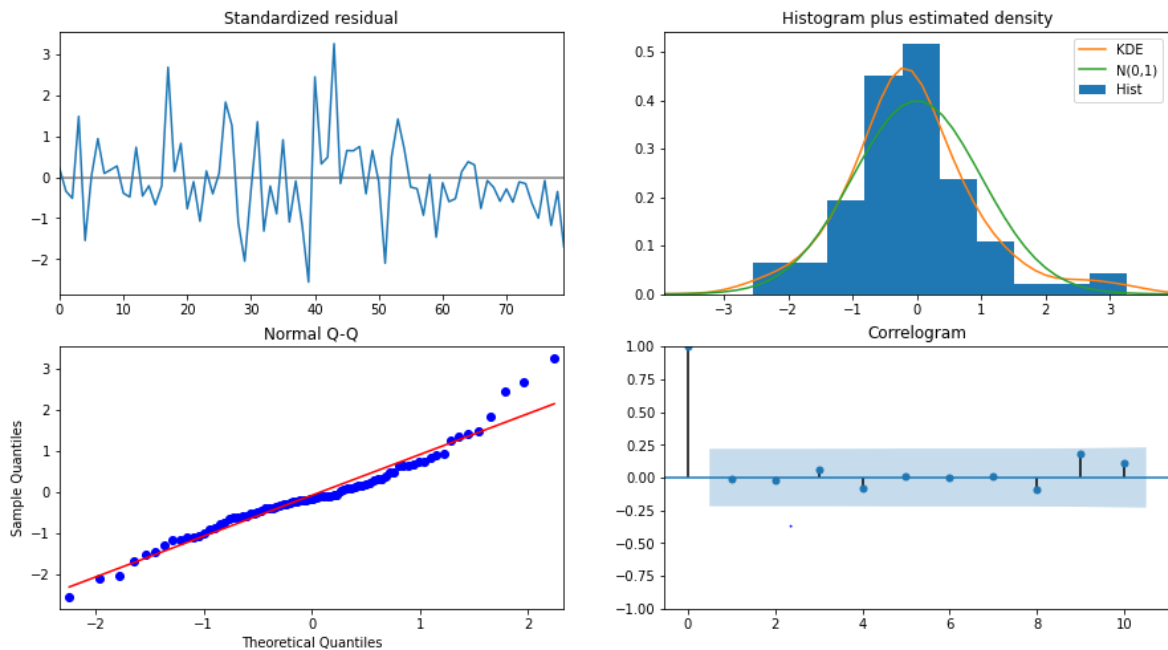 Standardized residual
3
2
1
0
−1
−2
0 10 20 30 40 50 60 70
Histogram plus estimated density
KDE
N(0,1)
Hist
0.5
0.4
0.3
0.2
0.1
0.0
−3 −2 −1 0 1 2 3
Normal Q-Q
Sample Quantiles
3
2
1
0
−1
−2
−2 −1 0 1 2
Theoretical Quantiles
Correlogram
1.00
0.75
0.50
0.25
0.00
−0.25
−0.50
−0.75
−1.00
0 2 4 6 8 10